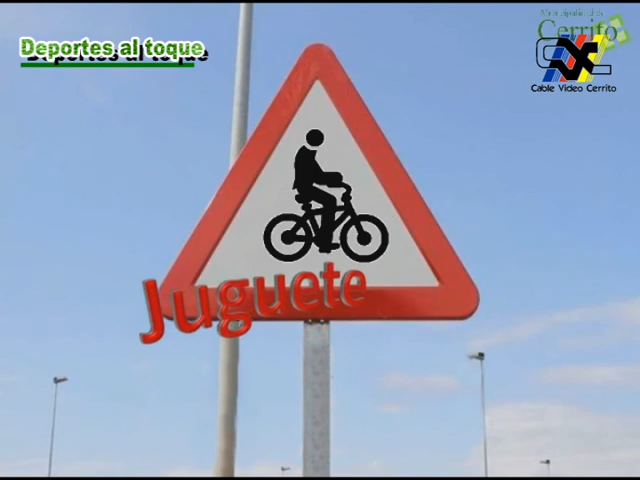 Deportes al toque
Municipalidad de
Cerrito
Cable Video Cerrito
Juguete